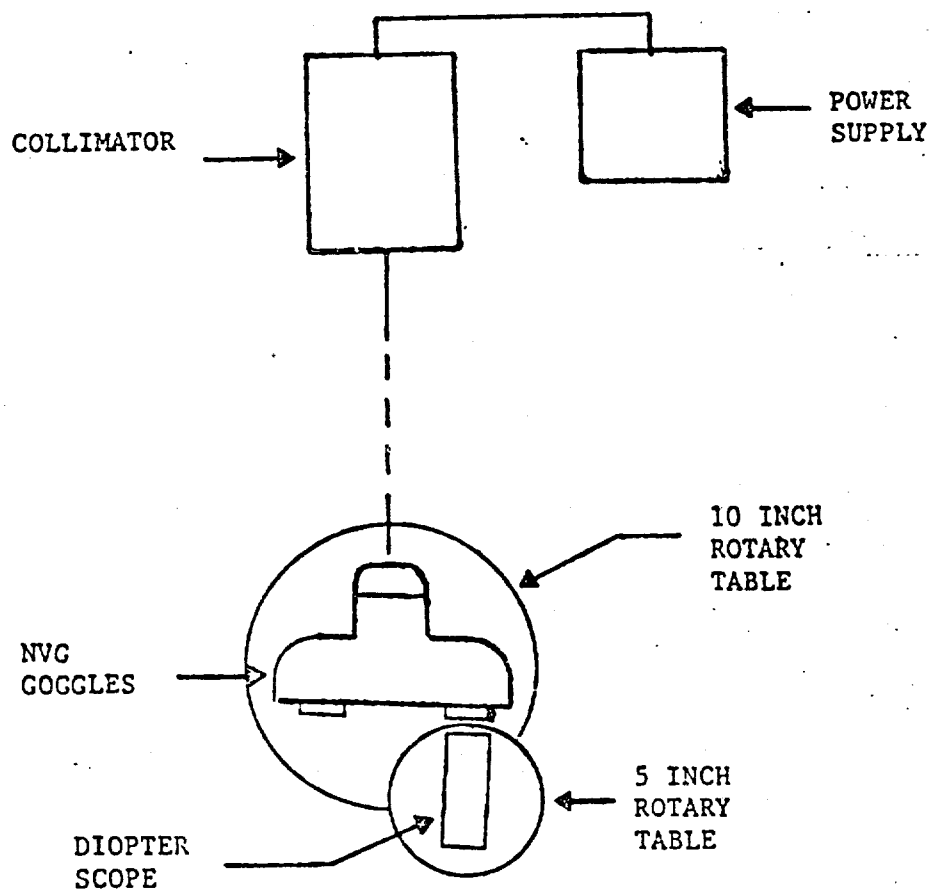 COLLIMATOR
POWER
SUPPLY
10 INCH
ROTARY
TABLE
NVG
GOGGLES
5 INCH
ROTARY
TABLE
DIOPTER
SCOPE